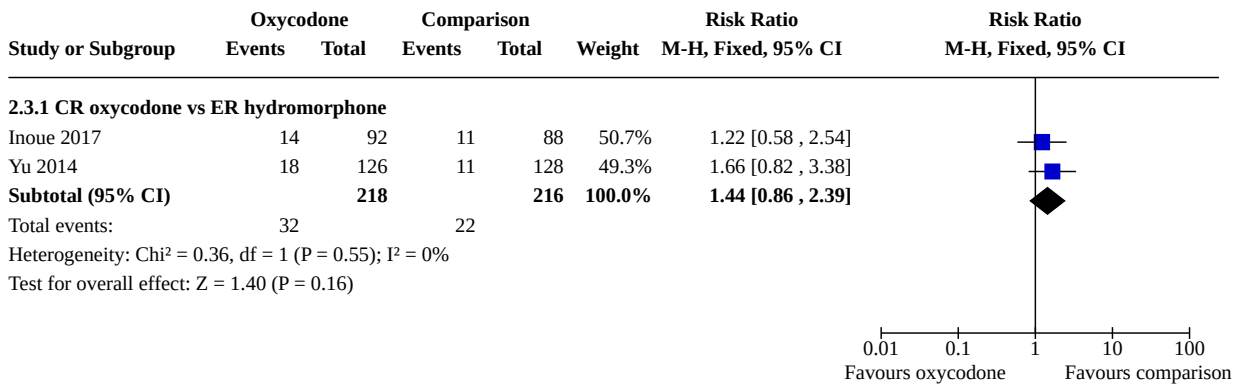 Oxycodone Comparison Risk Ratio Risk Ratio
Study or Subgroup Events Total Events Total Weight M-H, Fixed, 95% CI M-H, Fixed, 95% CI
2.3.1 CR oxycodone vs ER hydromorphone
Inoue 2017 14 92 11 88 50.7% 1.22 [0.58 , 2.54]
Yu 2014 18 126 11 128 49.3% 1.66 [0.82 , 3.38]
Subtotal (95% CI) 218 216 100.0% 1.44 [0.86 , 2.39]
Total events: 32 22
Heterogeneity: Chi² = 0.36, df = 1 (P = 0.55); I² = 0%
Test for overall effect: Z = 1.40 (P = 0.16)
0.01 0.1 1 10 100
Favours oxycodone Favours comparison